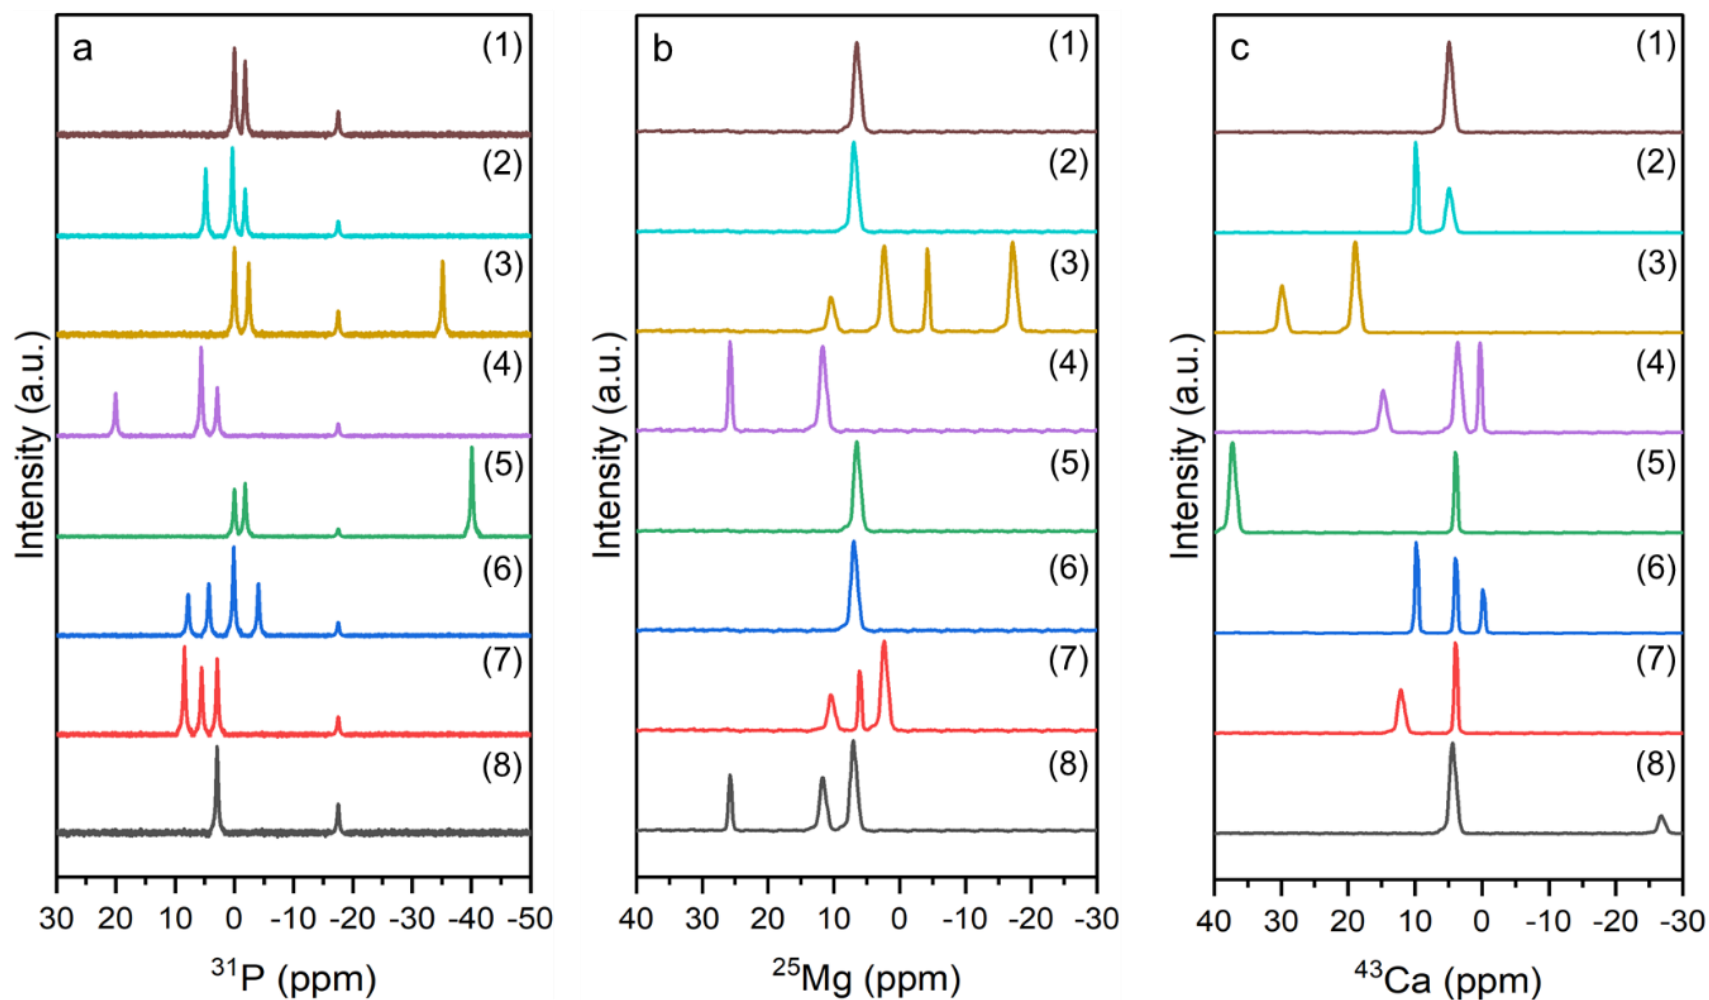 a
(1)
(2)
(3)
(4)
(5)
(6)
(7)
(8)
Intensity (a.u.)
30 20 10 0 -10 -20 -30 -40 -50
³¹P (ppm)
b
(1)
(2)
(3)
(4)
(5)
(6)
(7)
(8)
Intensity (a.u.)
40 30 20 10 0 -10 -20 -30
²⁵Mg (ppm)
c
(1)
(2)
(3)
(4)
(5)
(6)
(7)
(8)
Intensity (a.u.)
40 30 20 10 0 -10 -20 -30
⁴³Ca (ppm)